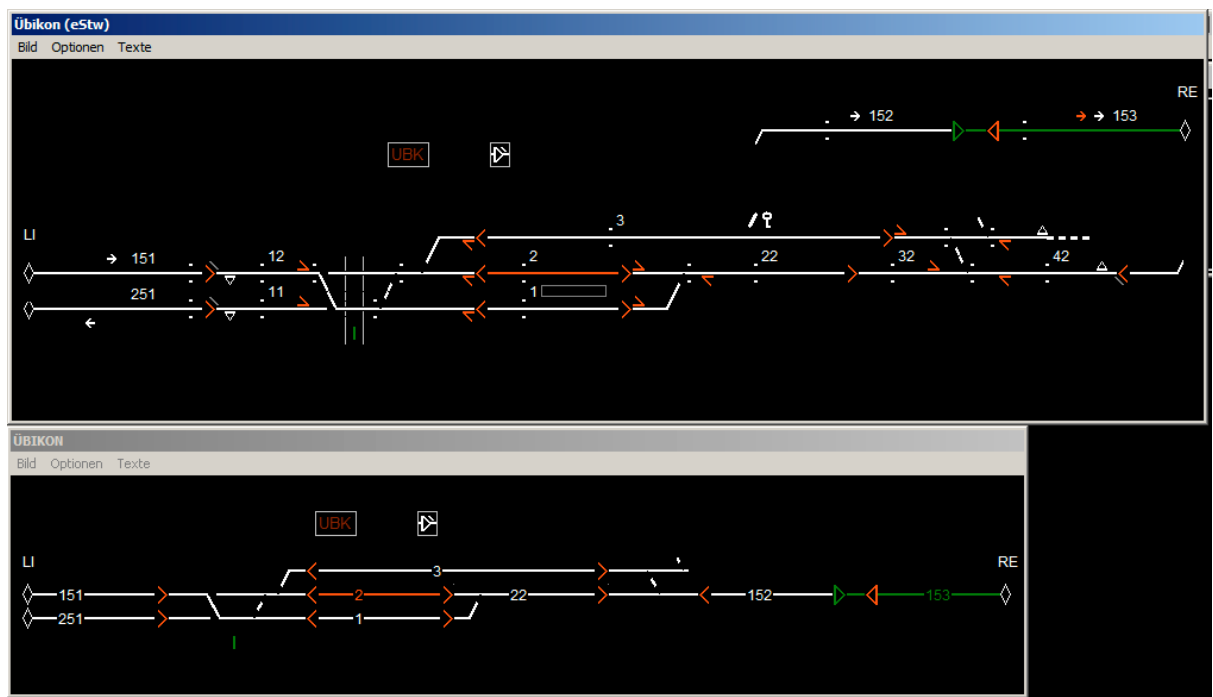 Übikon (eStw)
Bild Optionen Texte
RE
152 153
UBK
3
LI
151 12 2 22 32 42
251 11 1
ÜBIKON
Bild Optionen Texte
UBK
LI RE
3
151 2 22 152 153
251 1